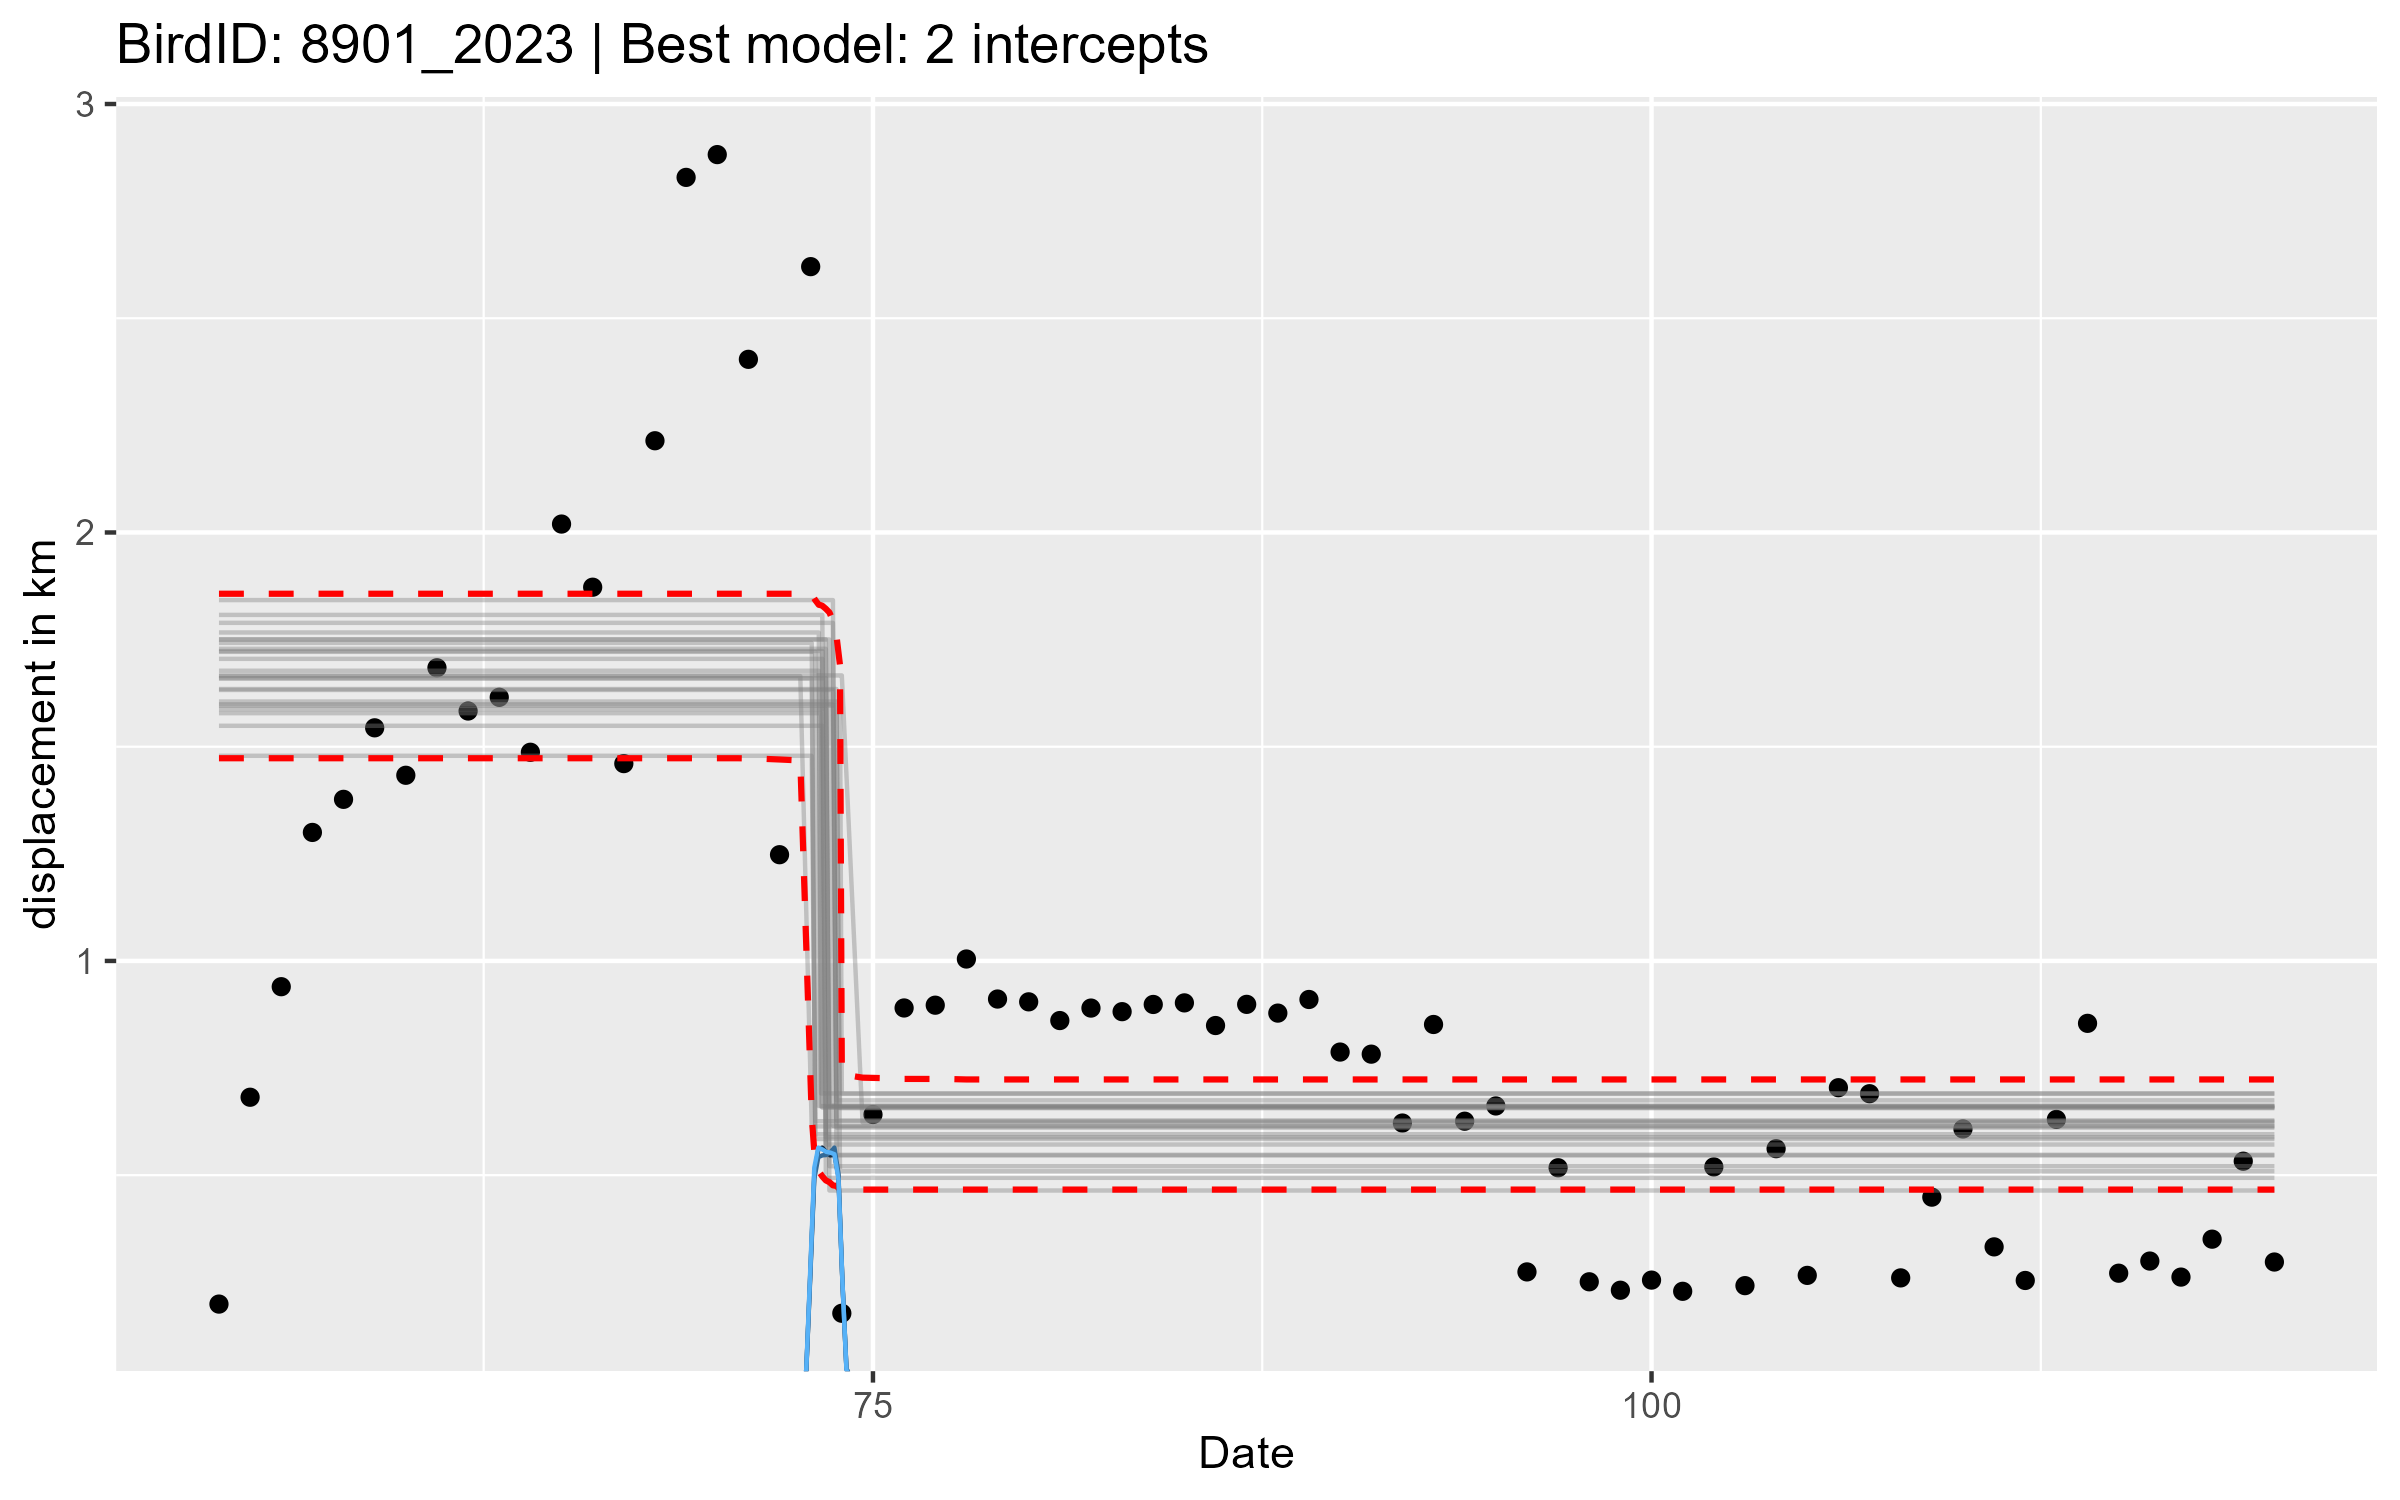 BirdID: 8901_2023 | Best model: 2 intercepts
3
2
1
displacement in km
75
100
Date